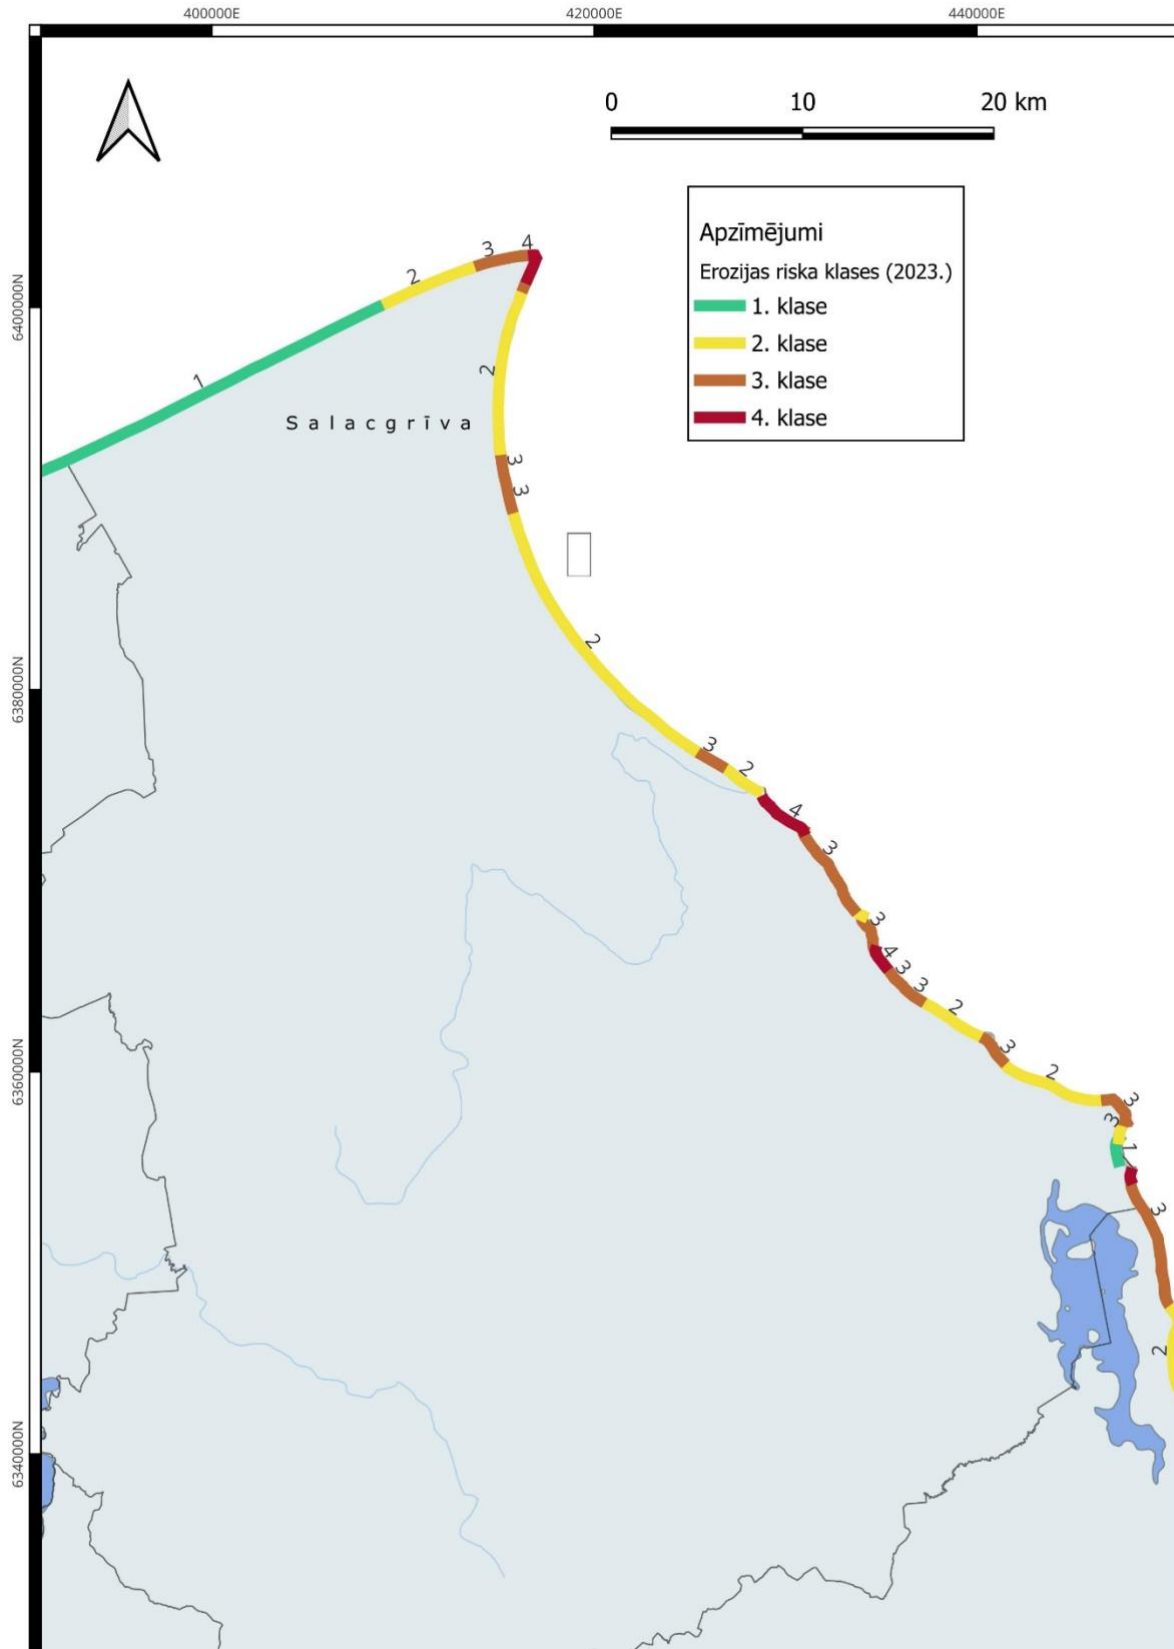 400000E
420000E
440000E
0 10 20 km
Apzīmējumi
Erozijas riska klases (2023.)
1. klase
2. klase
3. klase
4. klase
6400000N
6380000N
6360000N
6340000N
1
2
3
4
2
Salacgrīva
3
3
2
3
2
4
3
3
4
3
3
2
3
2
3
3
1
3
2